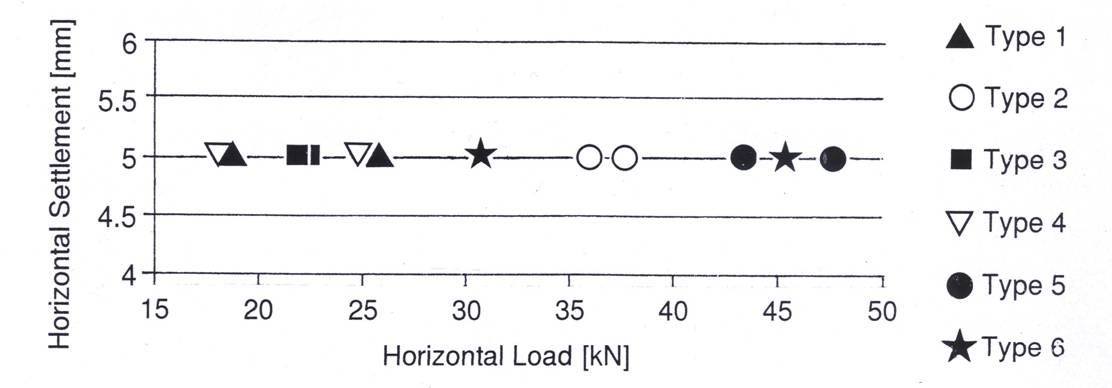 Horizontal Settlement [mm]
6
5.5
5
4.5
4
15 20 25 30 35 40 45 50
Horizontal Load [kN]
Type 1
Type 2
Type 3
Type 4
Type 5
Type 6